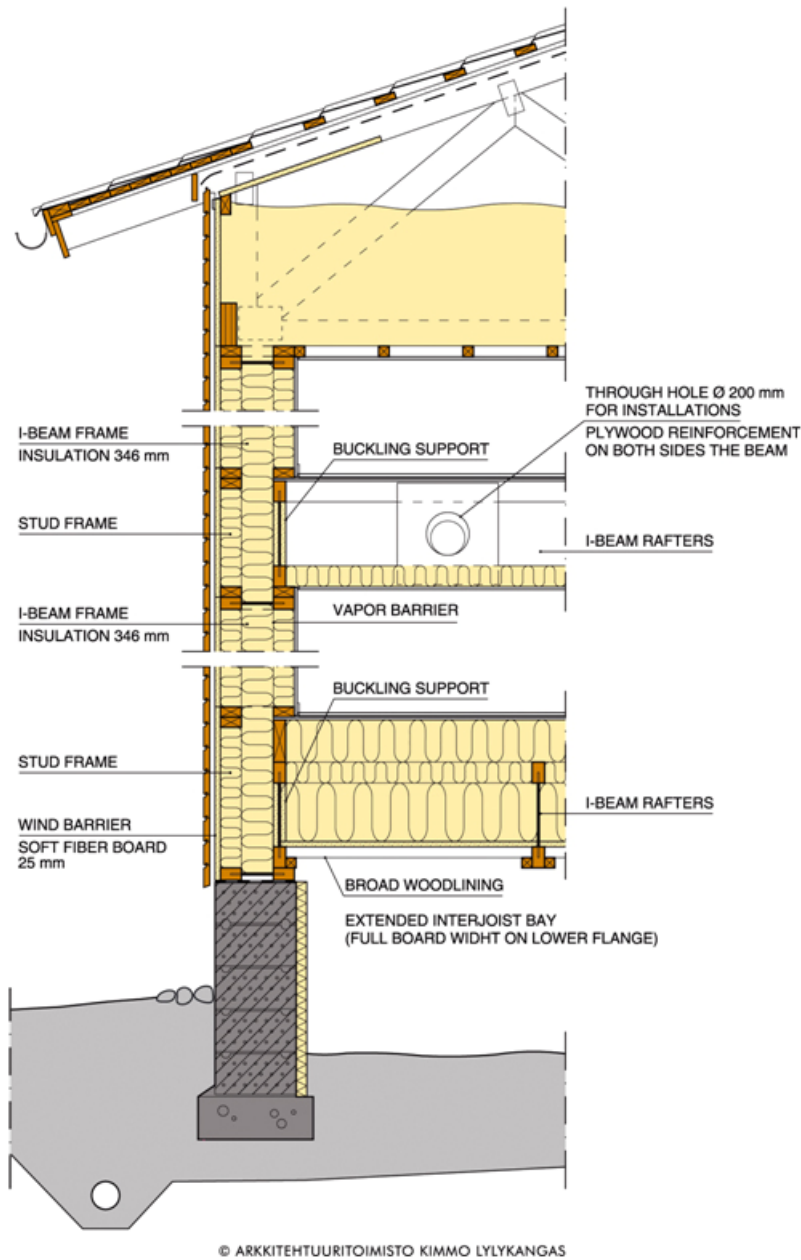 THROUGH HOLE Ø 200 mm
FOR INSTALLATIONS
PLYWOOD REINFORCEMENT
ON BOTH SIDES THE BEAM
I-BEAM FRAME
INSULATION 346 mm
BUCKLING SUPPORT
STUD FRAME
I-BEAM RAFTERS
I-BEAM FRAME
INSULATION 346 mm
VAPOR BARRIER
BUCKLING SUPPORT
STUD FRAME
I-BEAM RAFTERS
WIND BARRIER
SOFT FIBER BOARD
25 mm
BROAD WOODLINING
EXTENDED INTERJOIST BAY
(FULL BOARD WIDHT ON LOWER FLANGE)
© ARKKITEHTUURITOIMISTO KIMMO LYLYKANGAS